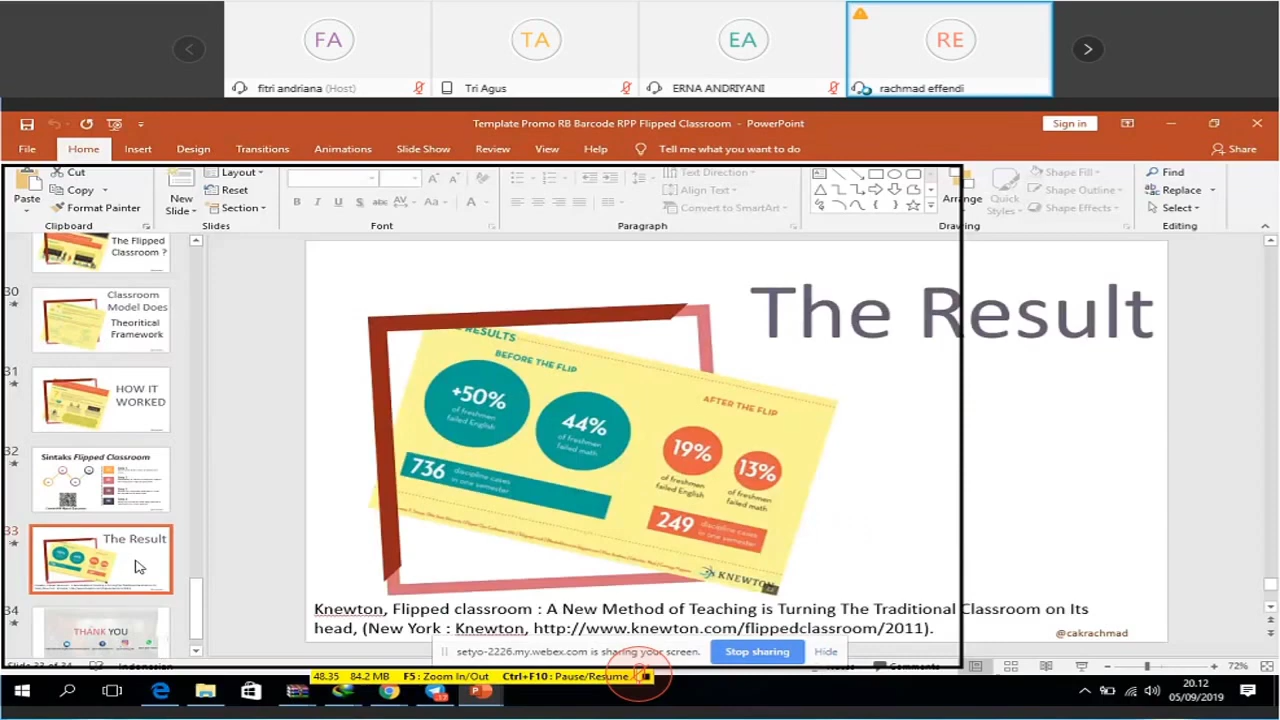 FA
TA
EA
RE
fitri andriana (Host)
Tri Agus
ERNA ANDRIYANI
rachmad effendi
Template Promo RB Barcode RPP Flipped Classroom - PowerPoint
Sign in
File Home Insert Design Transitions Animations Slide Show Review View Help Tell me what you want to do Share
Paste
Cut
Copy
Format Painter
Clipboard
New
Slide
Layout
Reset
Section
Slides
Font
Text Direction
Align Text
Convert to SmartArt
Paragraph
Arrange
Quick
Styles
Shape Fill
Shape Outline
Shape Effects
Drawing
Find
Replace
Select
Editing
The Flipped
Classroom ?
30
Classroom
Model Does
Theoritical
Framework
31
HOW IT
WORKED
32
Sintaks Flipped Classroom
33
The Result
34
THANK YOU
The Result
RESULTS
BEFORE THE FLIP
+50%
of freshmen
failed English
44%
of freshmen
failed math
736 discipline cases
in one semester
AFTER THE FLIP
19%
of freshmen
failed English
13%
of freshmen
failed math
249 discipline cases
in one semester
KNEWTON
Knewton, Flipped classroom : A New Method of Teaching is Turning The Traditional Classroom on Its
head, (New York : Knewton, http://www.knewton.com/flippedclassroom/2011).
@cakrachmad
setyo-2226.my.webex.com is sharing your screen.
Stop sharing
Hide
Slide 33 of 34
Indonesian
Comments
72%
48.35 84.2 MB F5: Zoom In/Out Ctrl+F10: Pause/Resume
20.12
05/09/2019